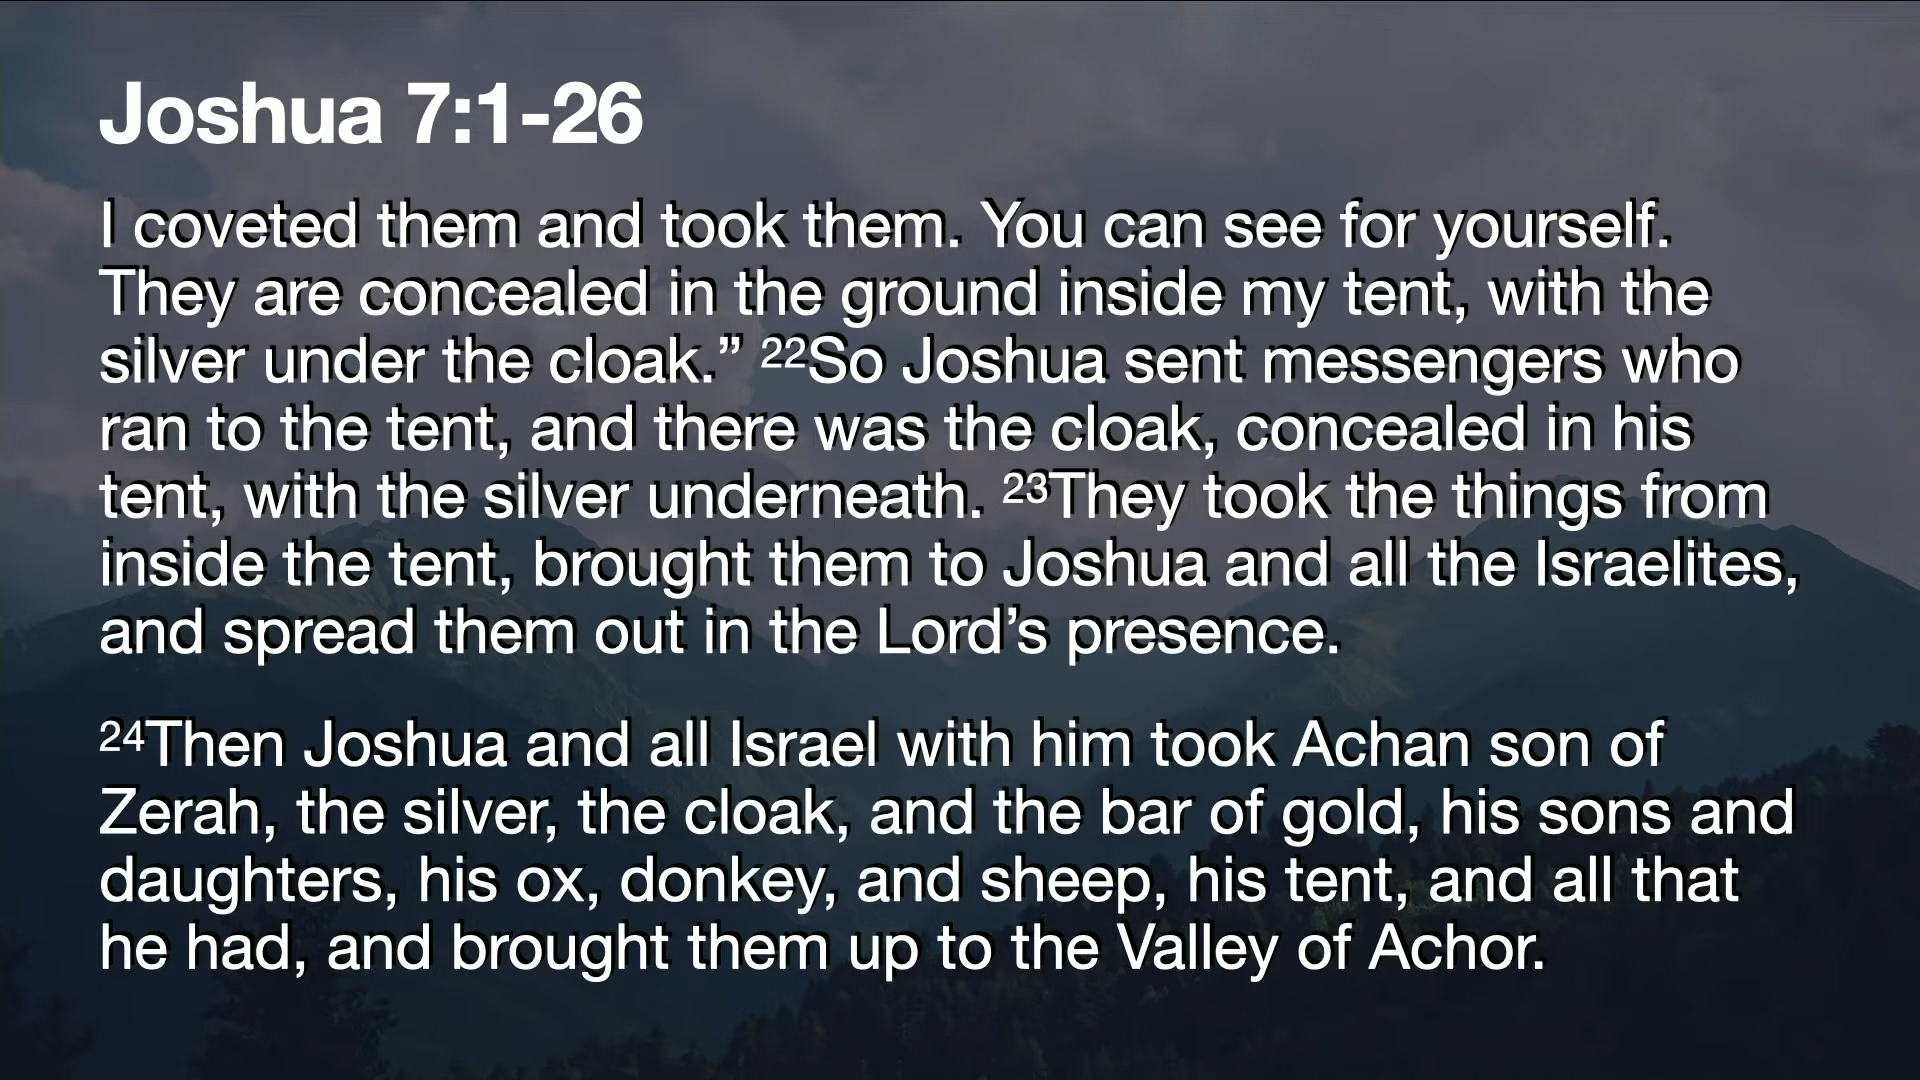 Joshua 7:1-26
I coveted them and took them. You can see for yourself.
They are concealed in the ground inside my tent, with the
silver under the cloak.” ²²So Joshua sent messengers who
ran to the tent, and there was the cloak, concealed in his
tent, with the silver underneath. ²³They took the things from
inside the tent, brought them to Joshua and all the Israelites,
and spread them out in the Lord’s presence.
²⁴Then Joshua and all Israel with him took Achan son of
Zerah, the silver, the cloak, and the bar of gold, his sons and
daughters, his ox, donkey, and sheep, his tent, and all that
he had, and brought them up to the Valley of Achor.